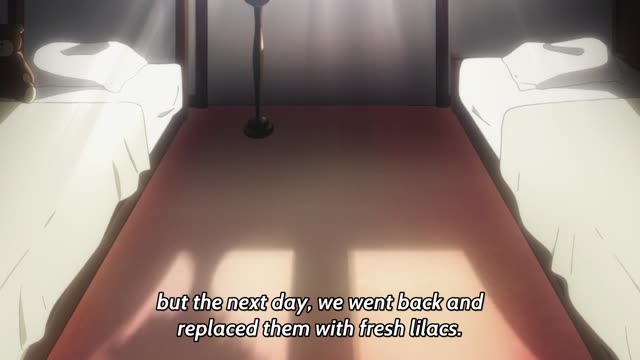 but the next day, we went back and
replaced them with fresh lilacs.